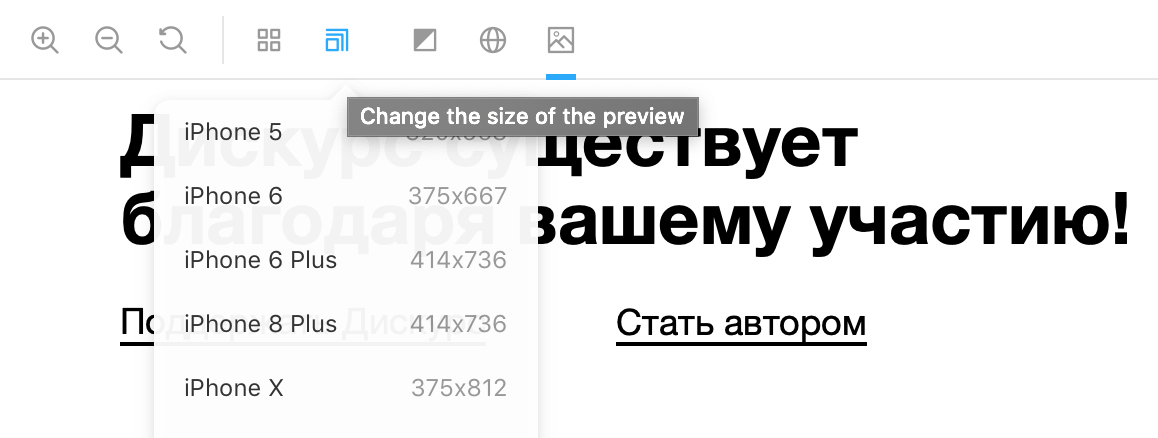 Change the size of the preview
iPhone 5
iPhone 6 375x667
iPhone 6 Plus 414x736
iPhone 8 Plus 414x736
iPhone X 375x812
Дискурс существует
благодаря вашему участию!
Стать автором